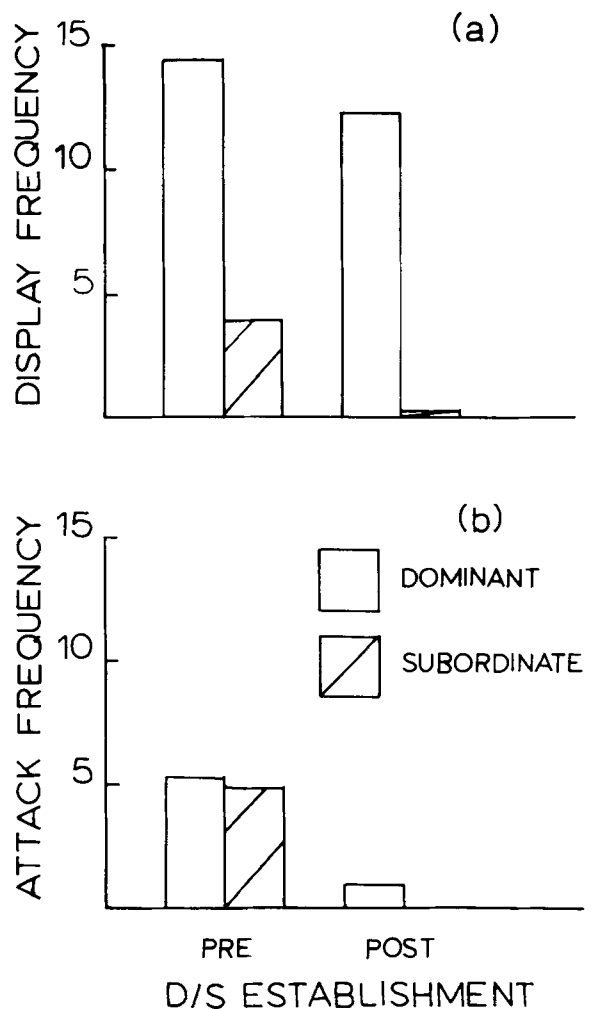 (a)
DISPLAY FREQUENCY
15
10
5
(b)
ATTACK FREQUENCY
15
10
5
DOMINANT
SUBORDINATE
PRE POST
D/S ESTABLISHMENT